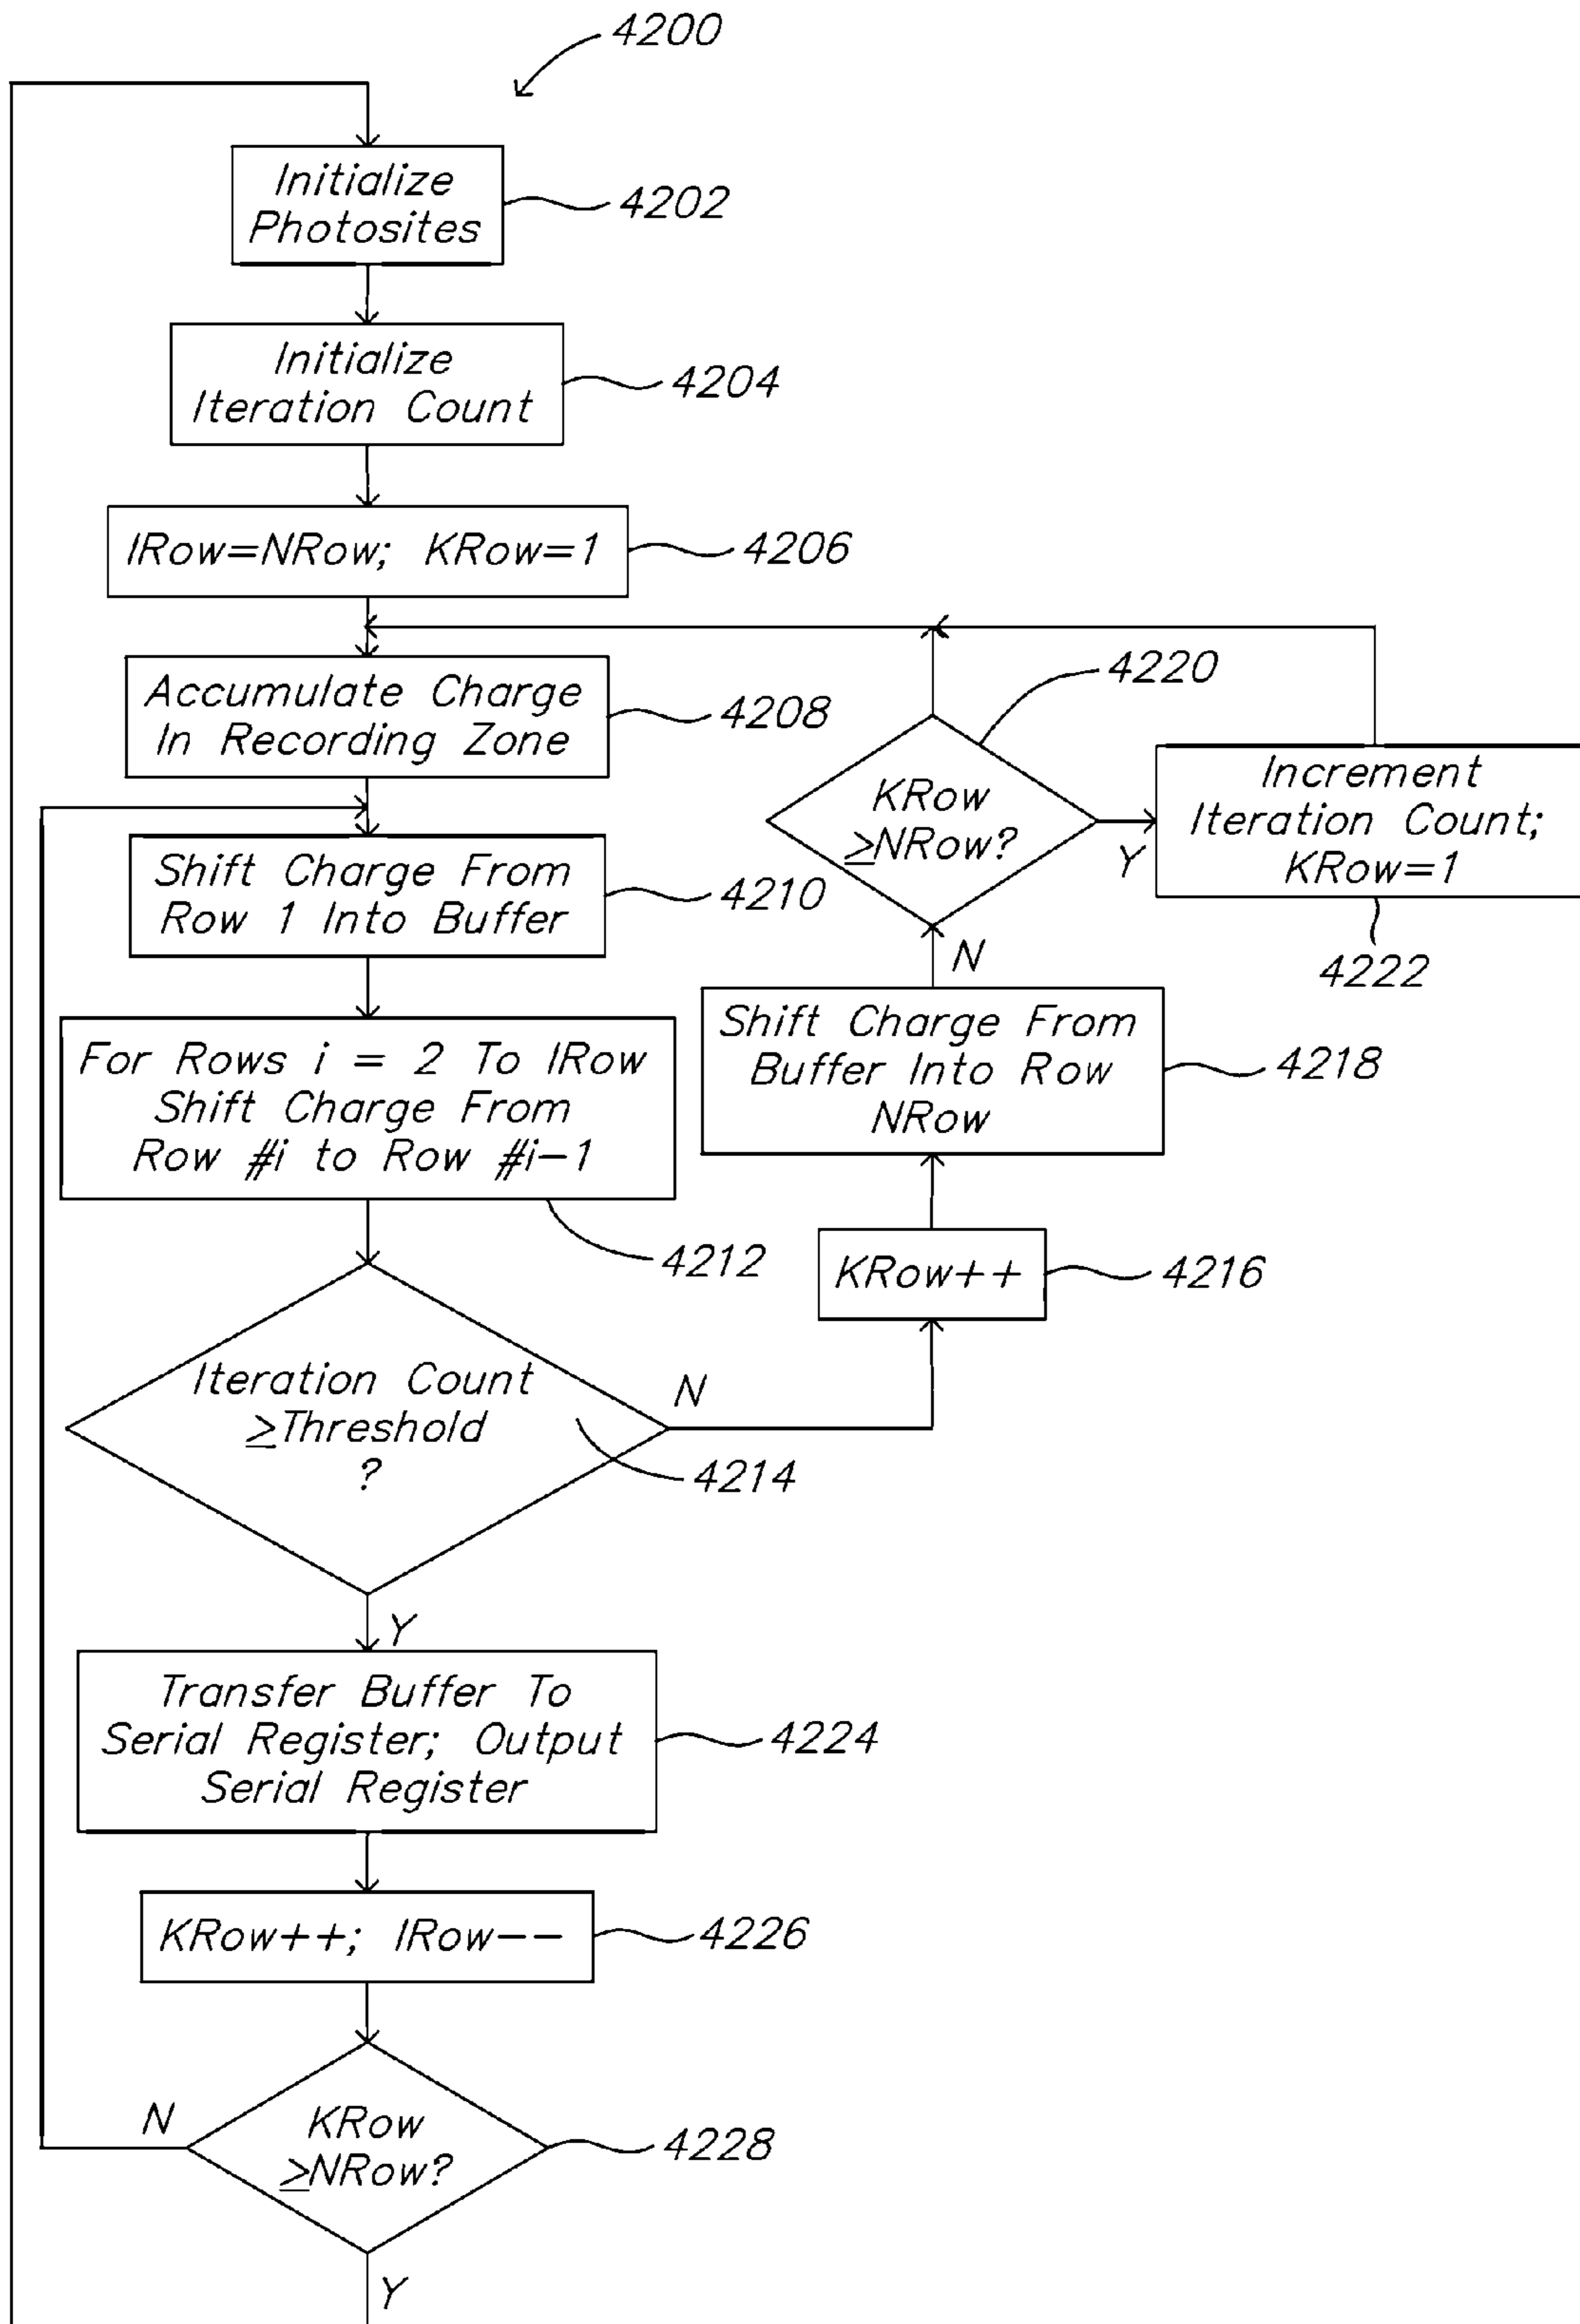 4200
Initialize
Photosites
4202
Initialize
Iteration Count
4204
IRow=NRow; KRow=1
4206
Accumulate Charge
In Recording Zone
4208
Shift Charge From
Row 1 Into Buffer
4210
For Rows i = 2 To IRow
Shift Charge From
Row #i to Row #i-1
4212
Iteration Count
≥Threshold
?
4214
N
KRow++
4216
Shift Charge From
Buffer Into Row
NRow
4218
N
KRow
≥NRow?
4220
Y
Increment
Iteration Count;
KRow=1
4222
Y
Transfer Buffer To
Serial Register; Output
Serial Register
4224
KRow++; IRow--
4226
KRow
≥NRow?
4228
N
Y